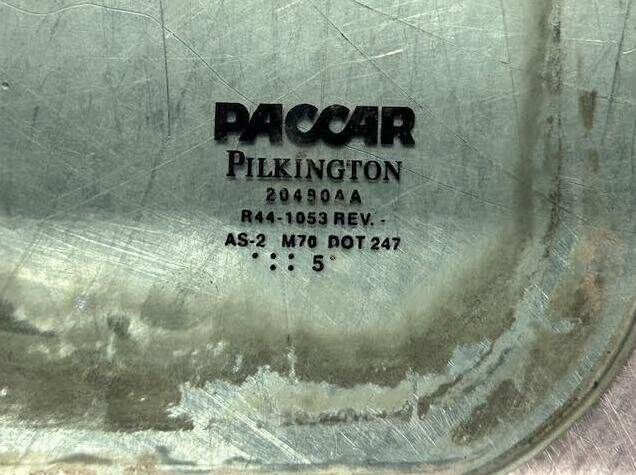 PACCAR
PILKINGTON
20490AA
R44-1053 REV. -
AS-2 M70 DOT 247
5